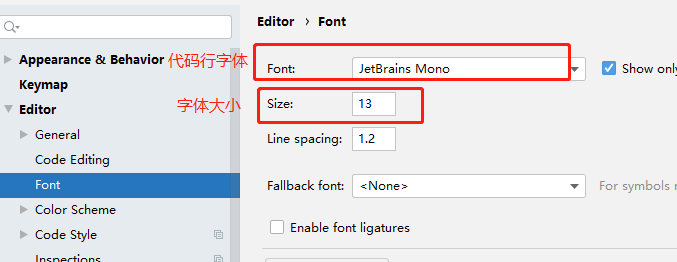 Editor › Font
Appearance & Behavior 代码行字体
Font: JetBrains Mono Show only
Keymap
Editor 字体大小 Size: 13
General
Line spacing: 1.2
Code Editing
Font
Fallback font: <None> For symbols
Color Scheme
Enable font ligatures
Code Style
Inspections